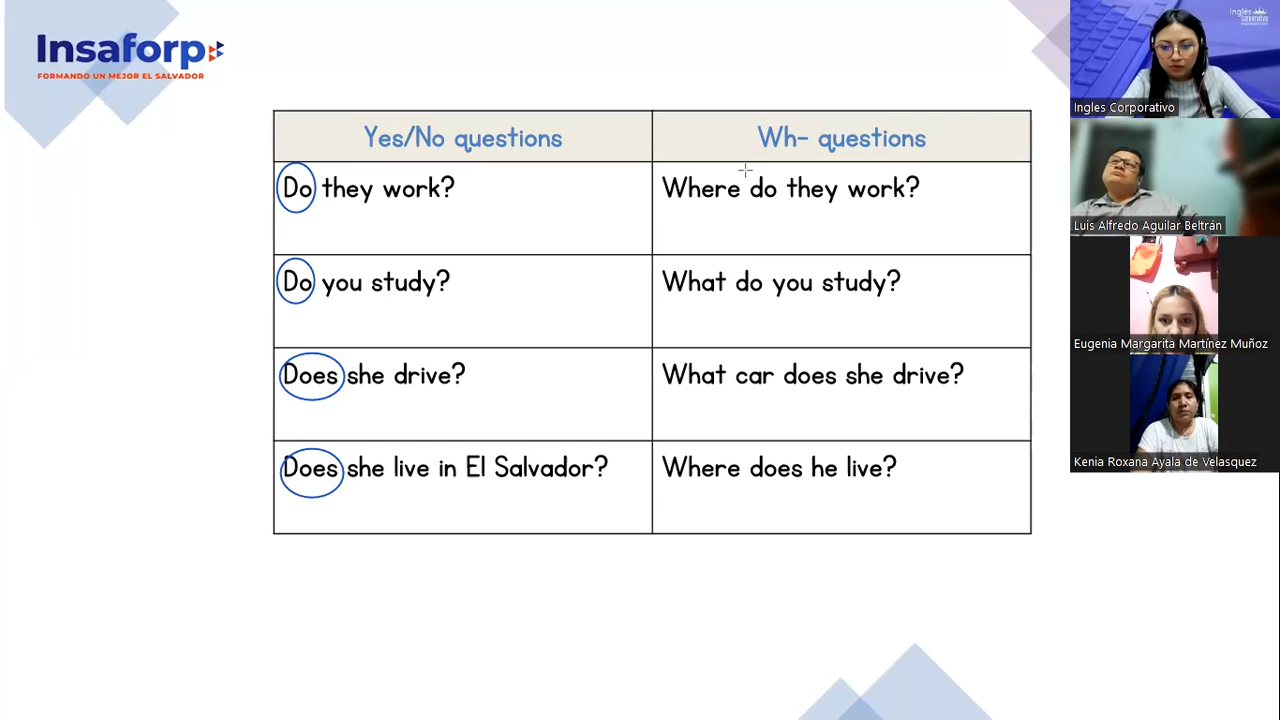 Insaforp
FORMANDO UN MEJOR EL SALVADOR
Yes/No questions
Wh- questions
Do they work?
Where do they work?
Do you study?
What do you study?
Does she drive?
What car does she drive?
Does she live in El Salvador?
Where does he live?
Inglés
Corporativo
Ingles Corporativo
Luis Alfredo Aguilar Beltrán
Eugenia Margarita Martínez Muñoz
Kenia Roxana Ayala de Velasquez